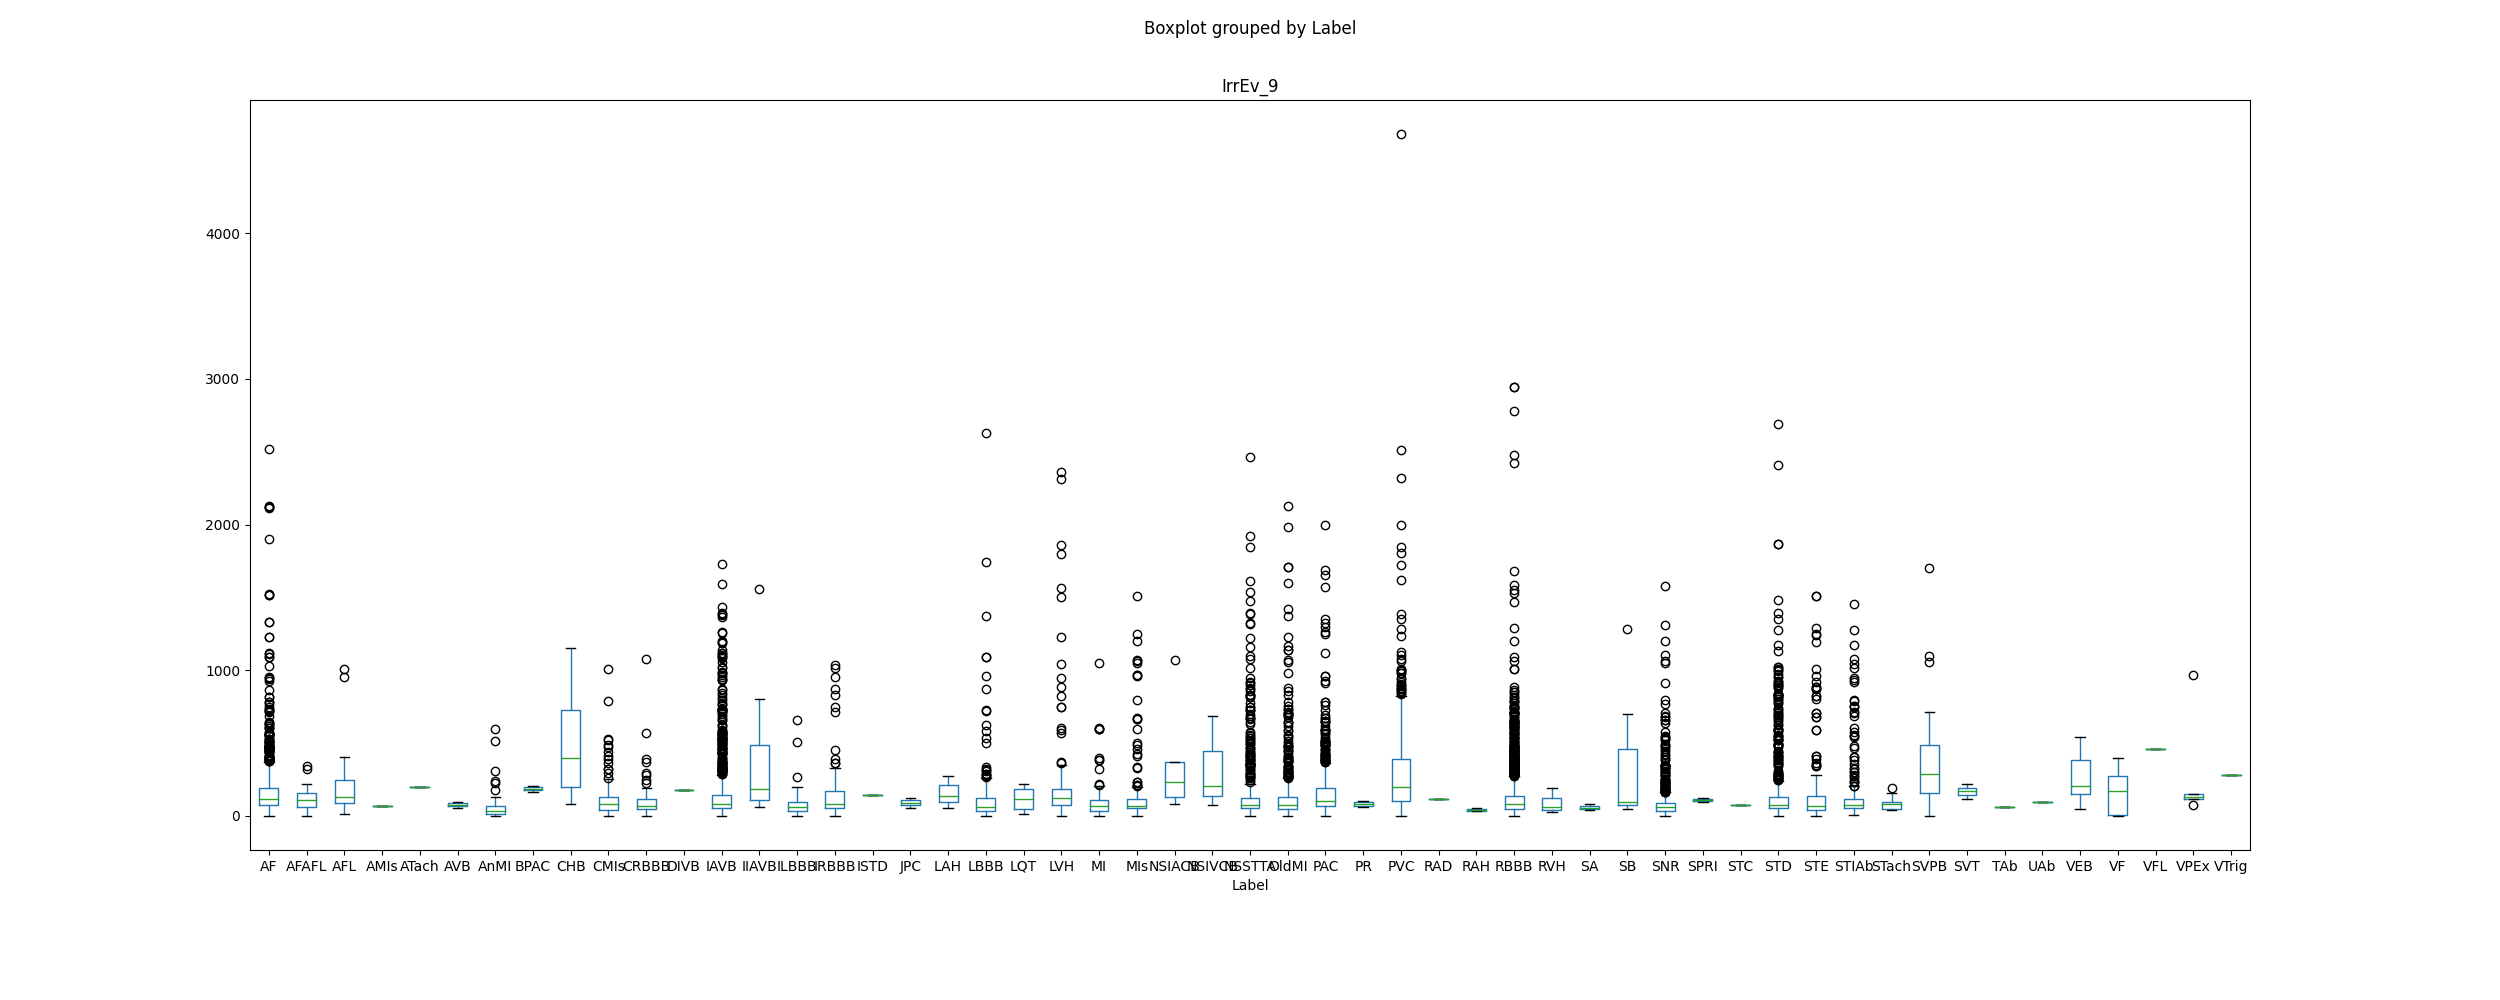 Boxplot grouped by Label
IrrEv_9
4000
3000
2000
1000
0
AF AFAFL AFL AMIs ATach AVB AnMI BPAC CHB CMIs CRBBB DIVB IAVB IIAVB ILBBB IRBBB ISTD JPC LAH LBBB LQT LVH MI MIs NSIACB NSIVCB NSSTTA OldMI PAC PR PVC RAD RAH RBBB RVH SA SB SNR SPRI STC STD STE STIAb STach SVPB SVT TAb UAb VEB VF VFL VPEx VTrig
Label